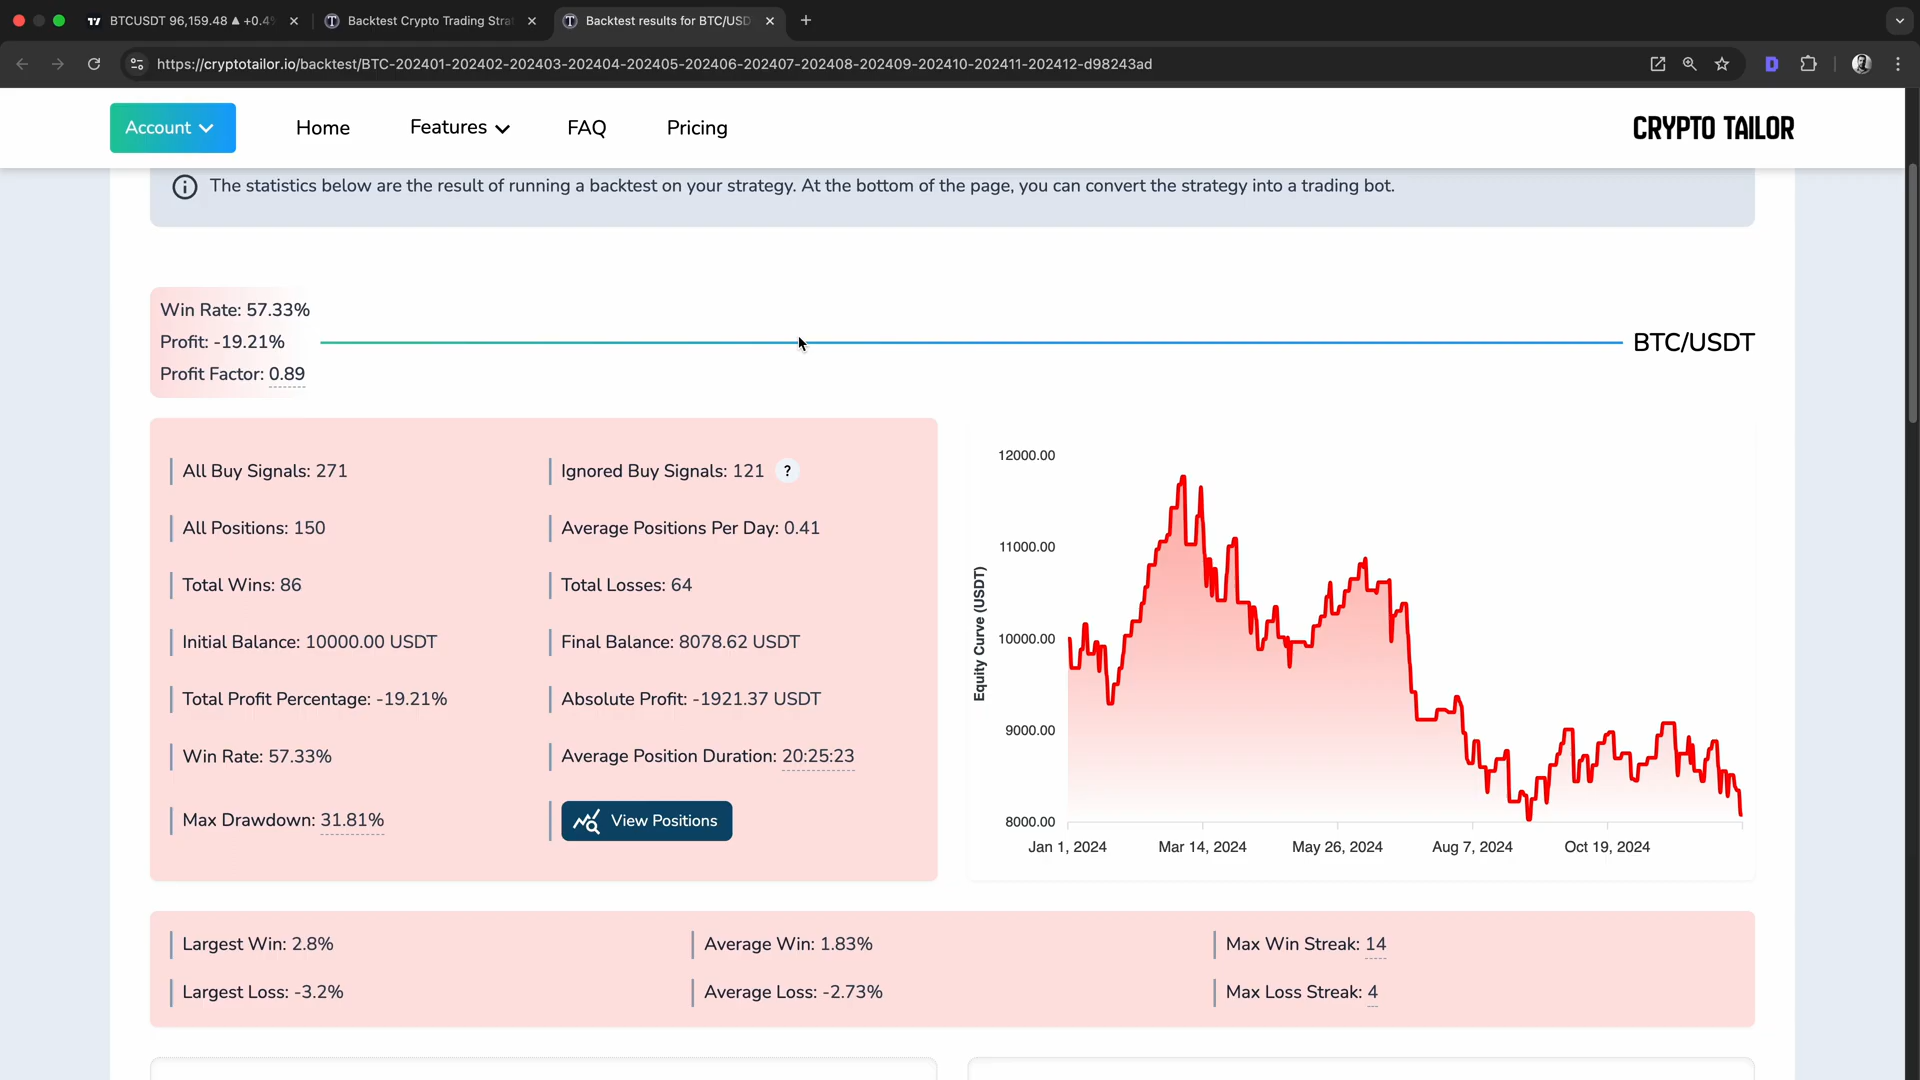 BTCUSDT 96,159.48 ▲ +0.4
Backtest Crypto Trading Stra
Backtest results for BTC/USD
https://cryptotailor.io/backtest/BTC-202401-202402-202403-202404-202405-202406-202407-202408-202409-202410-202411-202412-d98243ad
Account
Home
Features
FAQ
Pricing
CRYPTO TAILOR
The statistics below are the result of running a backtest on your strategy. At the bottom of the page, you can convert the strategy into a trading bot.
Win Rate: 57.33%
Profit: -19.21%
Profit Factor: 0.89
BTC/USDT
All Buy Signals: 271
Ignored Buy Signals: 121 ?
All Positions: 150
Average Positions Per Day: 0.41
Total Wins: 86
Total Losses: 64
Initial Balance: 10000.00 USDT
Final Balance: 8078.62 USDT
Total Profit Percentage: -19.21%
Absolute Profit: -1921.37 USDT
Win Rate: 57.33%
Average Position Duration: 20:25:23
Max Drawdown: 31.81%
View Positions
Equity Curve (USDT)
12000.00
11000.00
10000.00
9000.00
8000.00
Jan 1, 2024
Mar 14, 2024
May 26, 2024
Aug 7, 2024
Oct 19, 2024
Largest Win: 2.8%
Average Win: 1.83%
Max Win Streak: 14
Largest Loss: -3.2%
Average Loss: -2.73%
Max Loss Streak: 4